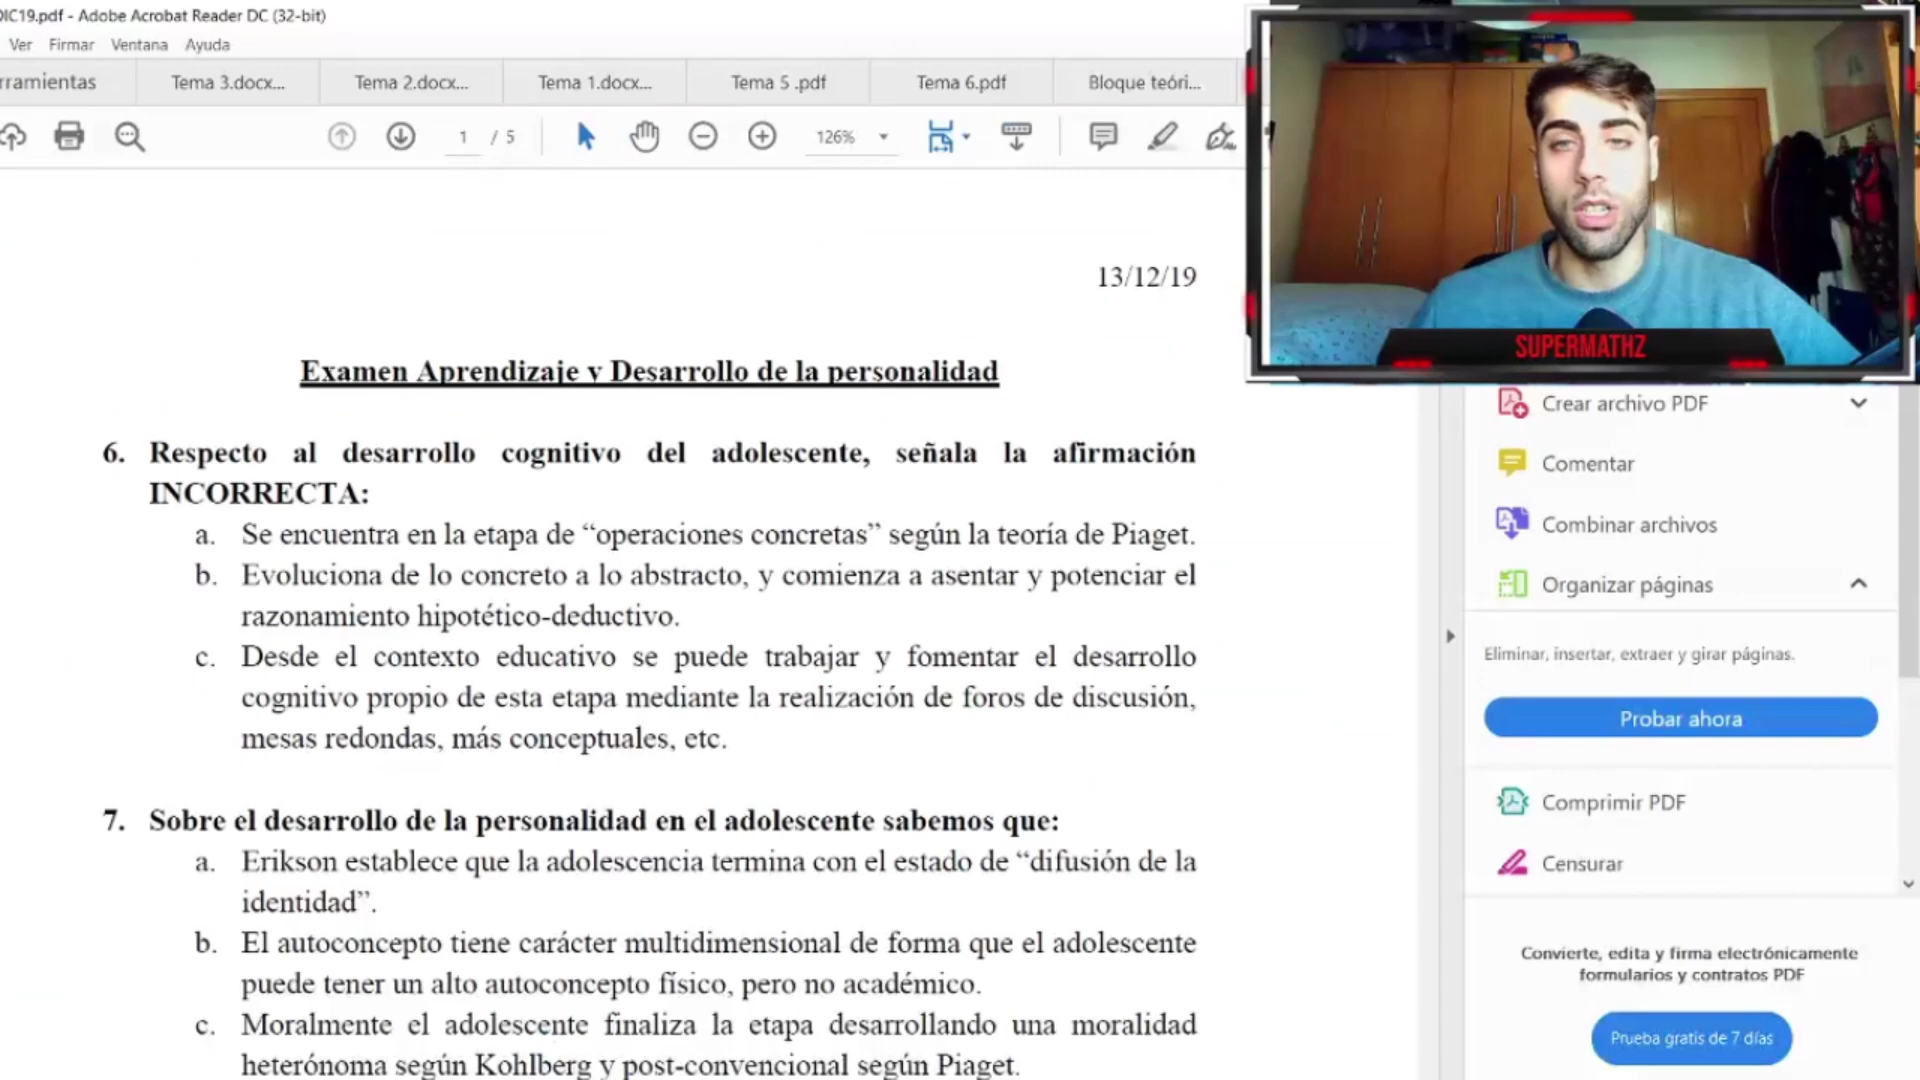 DIC19.pdf - Adobe Acrobat Reader DC (32-bit)
Ver Firmar Ventana Ayuda
rramientas Tema 3.docx... Tema 2.docx... Tema 1.docx... Tema 5 .pdf Tema 6.pdf Bloque teóri...
1 / 5 126%
SUPERMATHZ
13/12/19
Examen Aprendizaje y Desarrollo de la personalidad
6. Respecto al desarrollo cognitivo del adolescente, señala la afirmación
INCORRECTA:
a. Se encuentra en la etapa de “operaciones concretas” según la teoría de Piaget.
b. Evoluciona de lo concreto a lo abstracto, y comienza a asentar y potenciar el
razonamiento hipotético-deductivo.
c. Desde el contexto educativo se puede trabajar y fomentar el desarrollo
cognitivo propio de esta etapa mediante la realización de foros de discusión,
mesas redondas, más conceptuales, etc.
7. Sobre el desarrollo de la personalidad en el adolescente sabemos que:
a. Erikson establece que la adolescencia termina con el estado de “difusión de la
identidad”.
b. El autoconcepto tiene carácter multidimensional de forma que el adolescente
puede tener un alto autoconcepto físico, pero no académico.
c. Moralmente el adolescente finaliza la etapa desarrollando una moralidad
heterónoma según Kohlberg y post-convencional según Piaget.
Crear archivo PDF
Comentar
Combinar archivos
Organizar páginas
Eliminar, insertar, extraer y girar páginas.
Probar ahora
Comprimir PDF
Censurar
Convierte, edita y firma electrónicamente
formularios y contratos PDF
Prueba gratis de 7 días